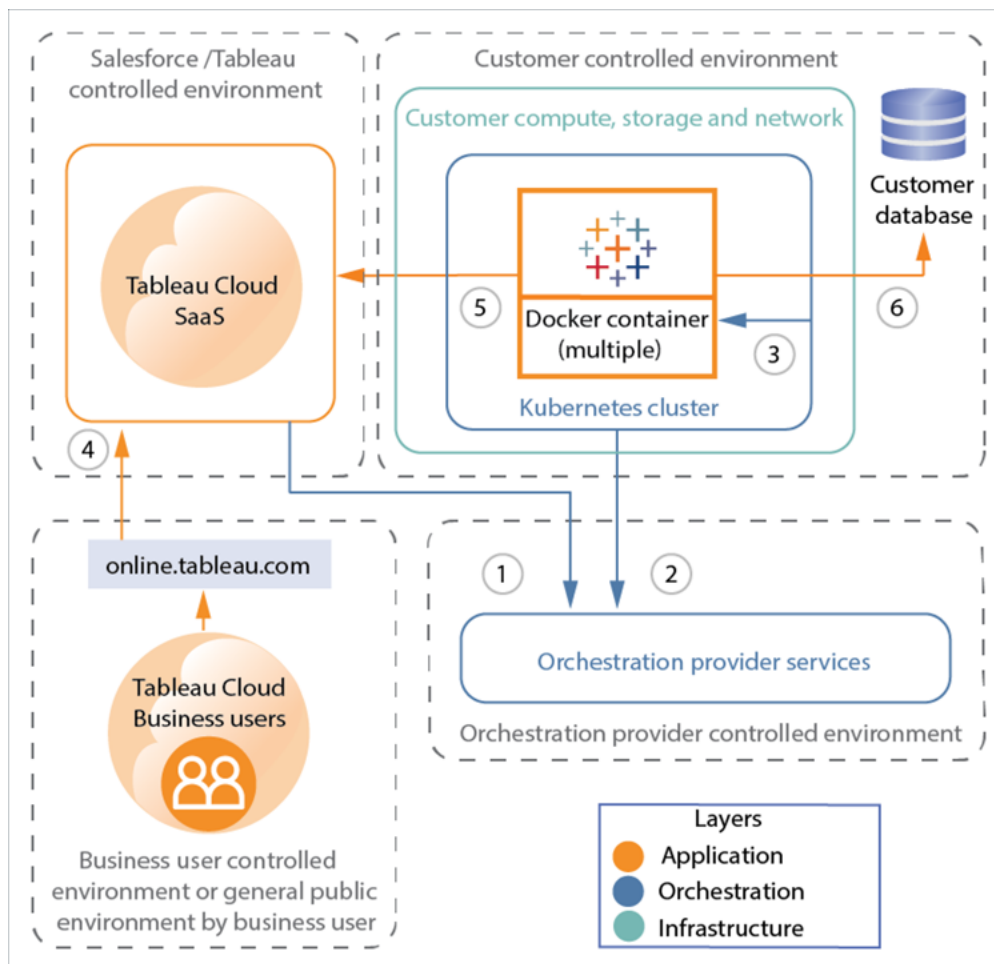 Salesforce /Tableau
controlled environment
Tableau Cloud
SaaS
Customer controlled environment
Customer compute, storage and network
Customer
database
Docker container
(multiple)
Kubernetes cluster
5
3
6
4
1
2
online.tableau.com
Tableau Cloud
Business users
Business user controlled
environment or general public
environment by business user
Orchestration provider services
Orchestration provider controlled environment
Layers
Application
Orchestration
Infrastructure